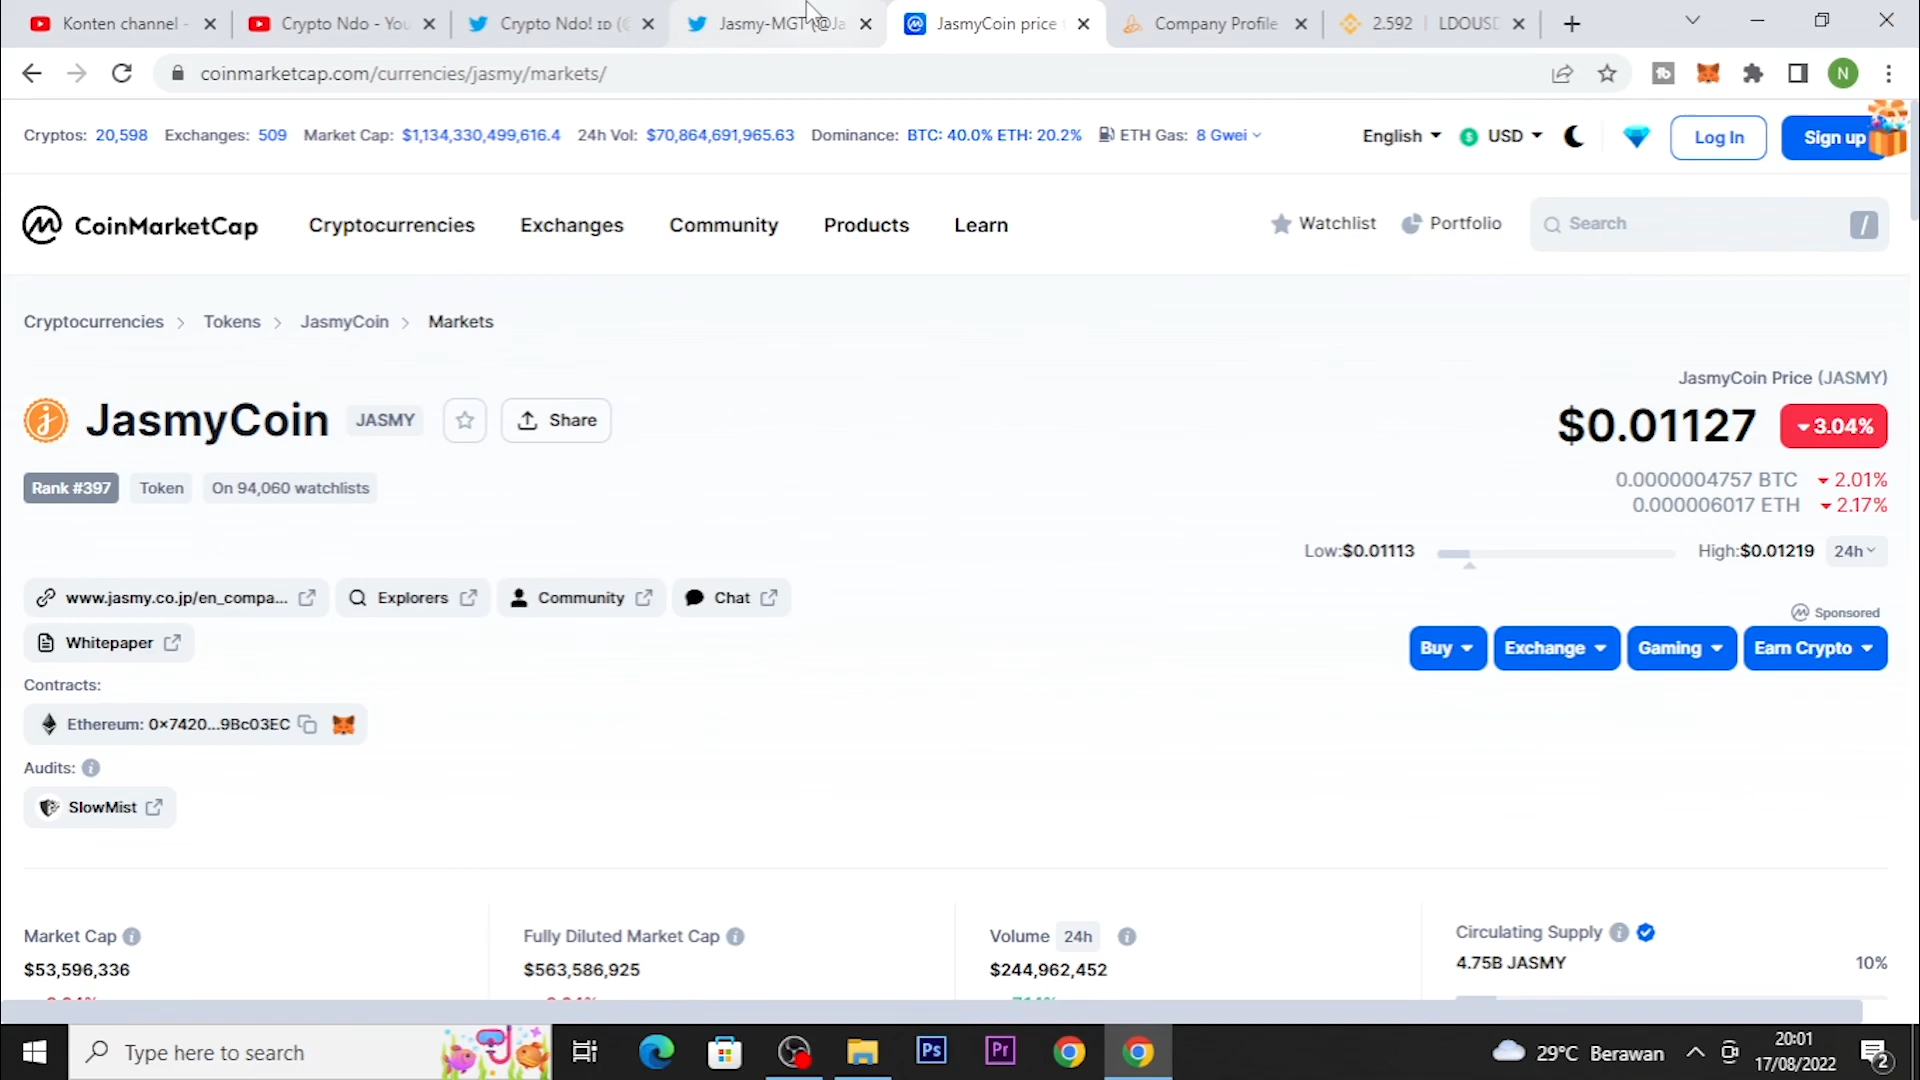 Konten channel -
Crypto Ndo - You
Crypto Ndo! ɪᴅ (
Jasmy-MGT (@Ja
JasmyCoin price
Company Profile
2.592 | LDOUSD
coinmarketcap.com/currencies/jasmy/markets/
N
Cryptos: 20,598 Exchanges: 509 Market Cap: $1,134,330,499,616.4 24h Vol: $70,864,691,965.63 Dominance: BTC: 40.0% ETH: 20.2% ETH Gas: 8 Gwei
English USD Log In Sign up
CoinMarketCap Cryptocurrencies Exchanges Community Products Learn Watchlist Portfolio Search /
Cryptocurrencies > Tokens > JasmyCoin > Markets
JasmyCoin Price (JASMY)
JasmyCoin JASMY Share
$0.01127 3.04%
Rank #397 Token On 94,060 watchlists
0.0000004757 BTC 2.01%
0.000006017 ETH 2.17%
Low:$0.01113 High:$0.01219 24h
www.jasmy.co.jp/en_compa... Explorers Community Chat
Sponsored
Whitepaper
Buy Exchange Gaming Earn Crypto
Contracts:
Ethereum: 0x7420...9Bc03EC
Audits:
SlowMist
Market Cap
$53,596,336
Fully Diluted Market Cap
$563,586,925
Volume 24h
$244,962,452
Circulating Supply
4.75B JASMY 10%
Type here to search
Ps
Pr
29°C Berawan
20:01
17/08/2022
2